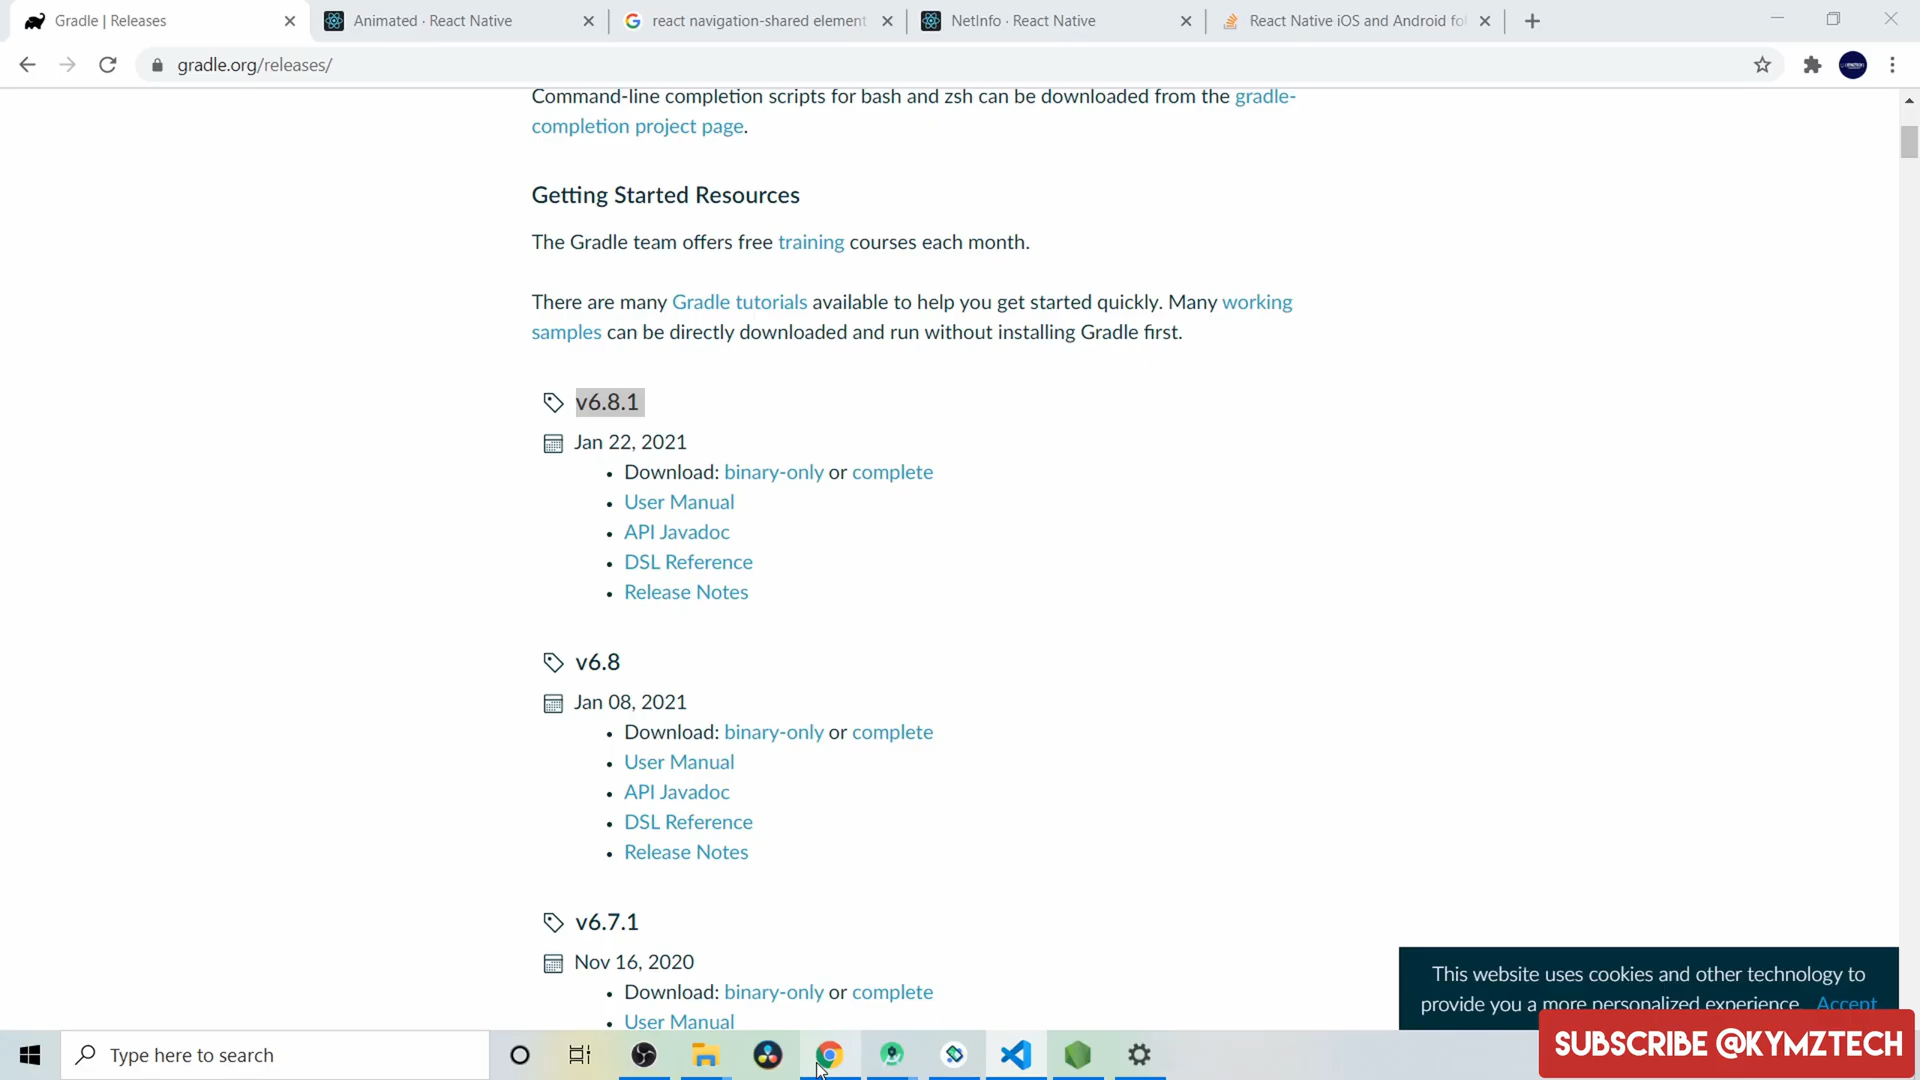 Gradle | Releases
Animated · React Native
react navigation-shared element
NetInfo · React Native
React Native iOS and Android fol
gradle.org/releases/
Command-line completion scripts for bash and zsh can be downloaded from the gradle-
completion project page.
Getting Started Resources
The Gradle team offers free training courses each month.
There are many Gradle tutorials available to help you get started quickly. Many working
samples can be directly downloaded and run without installing Gradle first.
v6.8.1
Jan 22, 2021
• Download: binary-only or complete
• User Manual
• API Javadoc
• DSL Reference
• Release Notes
v6.8
Jan 08, 2021
• Download: binary-only or complete
• User Manual
• API Javadoc
• DSL Reference
• Release Notes
v6.7.1
Nov 16, 2020
• Download: binary-only or complete
• User Manual
This website uses cookies and other technology to
provide you a more personalized experience. Accept
SUBSCRIBE @KYMZTECH
Type here to search